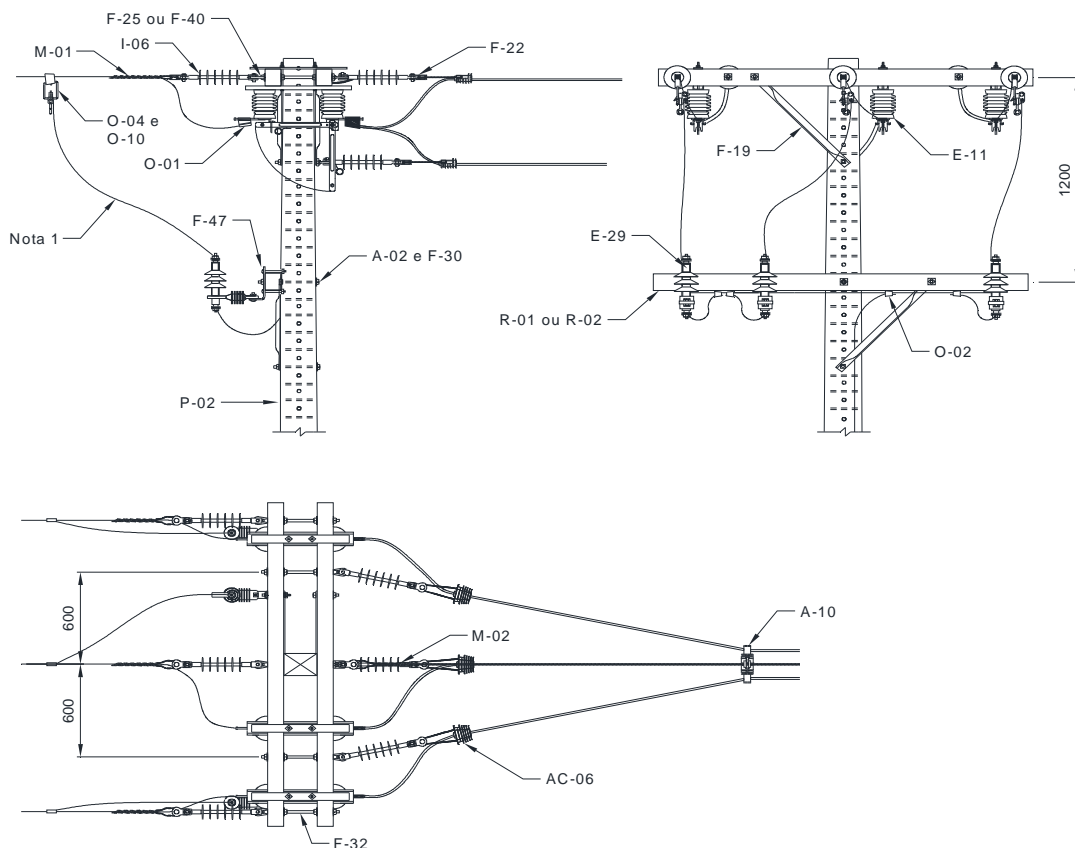 F-25 ou F-40
I-06
M-01
F-22
O-04 e
O-10
O-01
F-19
E-11
1200
Nota 1
F-47
A-02 e F-30
E-29
R-01 ou R-02
O-02
P-02
600
600
M-02
A-10
AC-06
F-32